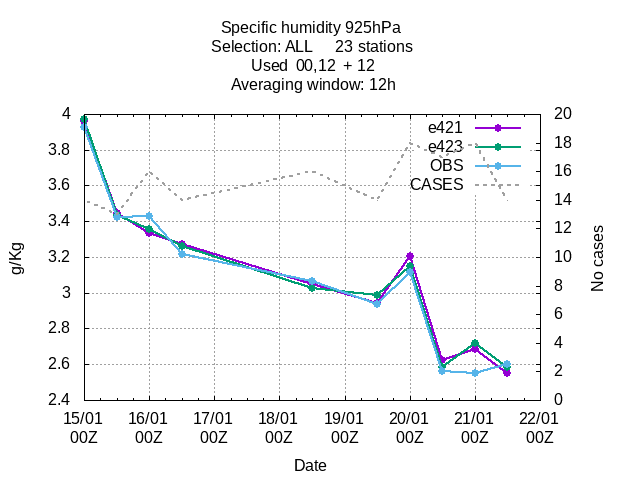 Specific humidity 925hPa
Selection: ALL 23 stations
Used 00,12 + 12
Averaging window: 12h
4
3.8
3.6
3.4
3.2
3
2.8
2.6
2.4
g/Kg
20
18
16
14
12
10
8
6
4
2
0
No cases
e421
e423
OBS
CASES
15/01 16/01 17/01 18/01 19/01 20/01 21/01 22/01
00Z 00Z 00Z 00Z 00Z 00Z 00Z 00Z
Date